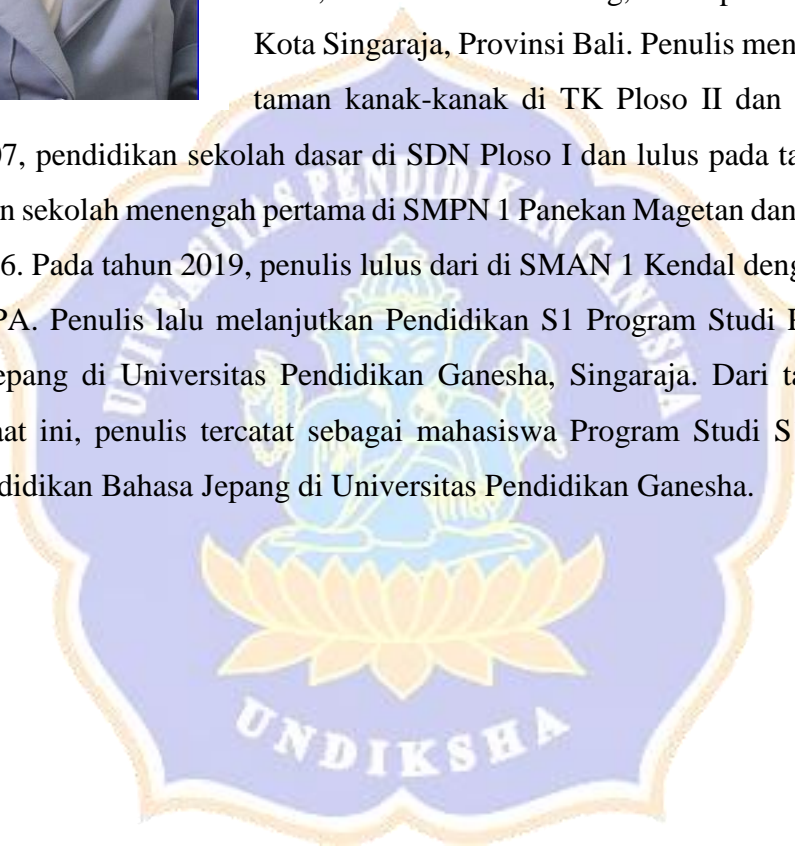 Kota Singaraja, Provinsi Bali. Penulis men
taman kanak-kanak di TK Ploso II dan
07, pendidikan sekolah dasar di SDN Ploso I dan lulus pada ta
n sekolah menengah pertama di SMPN 1 Panekan Magetan dan
6. Pada tahun 2019, penulis lulus dari di SMAN 1 Kendal deng
PA. Penulis lalu melanjutkan Pendidikan S1 Program Studi
epang di Universitas Pendidikan Ganesha, Singaraja. Dari ta
aat ini, penulis tercatat sebagai mahasiswa Program Studi S
didikan Bahasa Jepang di Universitas Pendidikan Ganesha.
UNIVERSITAS PENDIDIKAN GANESHA
UNDIKSHA